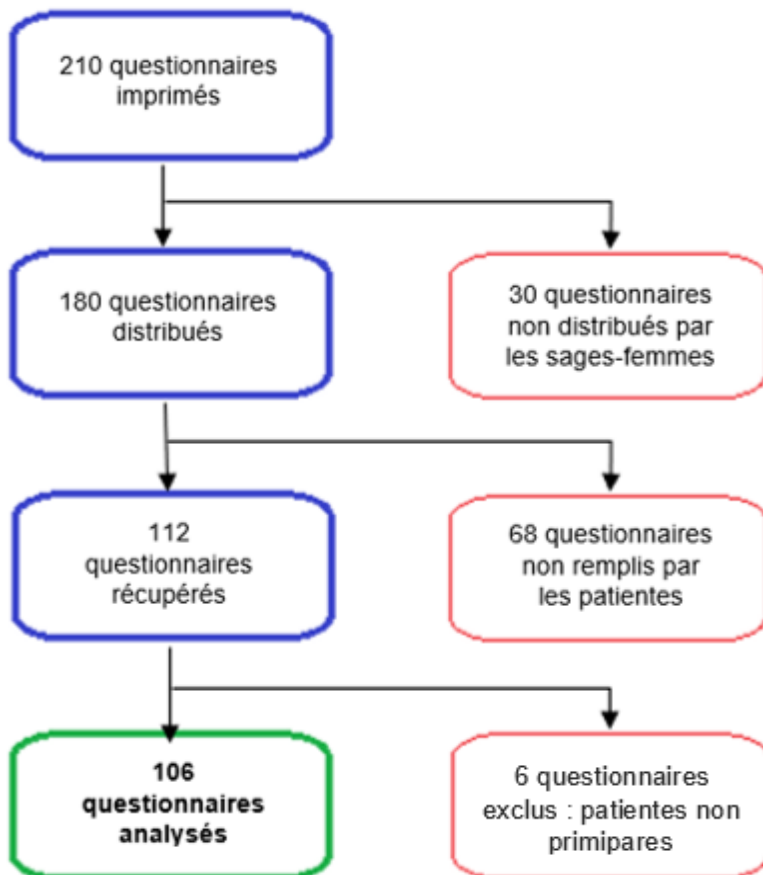 210 questionnaires
imprimés
180 questionnaires
distribués
30 questionnaires
non distribués par
les sages-femmes
112
questionnaires
récupérés
68 questionnaires
non remplis par
les patientes
106
questionnaires
analysés
6 questionnaires
exclus : patientes non
primipares